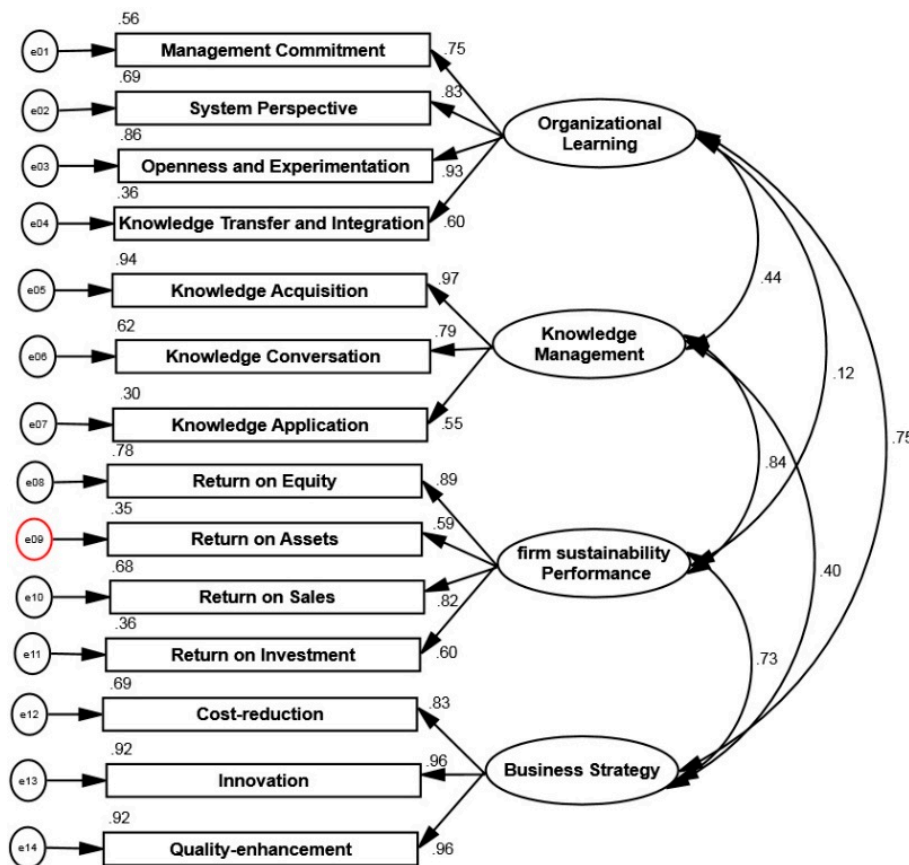 .56
e01
Management Commitment
.75
.69
e02
System Perspective
.83
.86
e03
Openness and Experimentation
.93
.36
e04
Knowledge Transfer and Integration
.60
Organizational
Learning
.94
e05
Knowledge Acquisition
.97
.62
e06
Knowledge Conversation
.79
.30
e07
Knowledge Application
.55
Knowledge
Management
.44
.12
.75
.78
e08
Return on Equity
.89
.84
.35
e09
Return on Assets
.59
.68
e10
Return on Sales
.82
.36
e11
Return on Investment
.60
firm sustainability
Performance
.40
.73
.69
e12
Cost-reduction
.83
.92
e13
Innovation
.96
.92
e14
Quality-enhancement
.96
Business Strategy